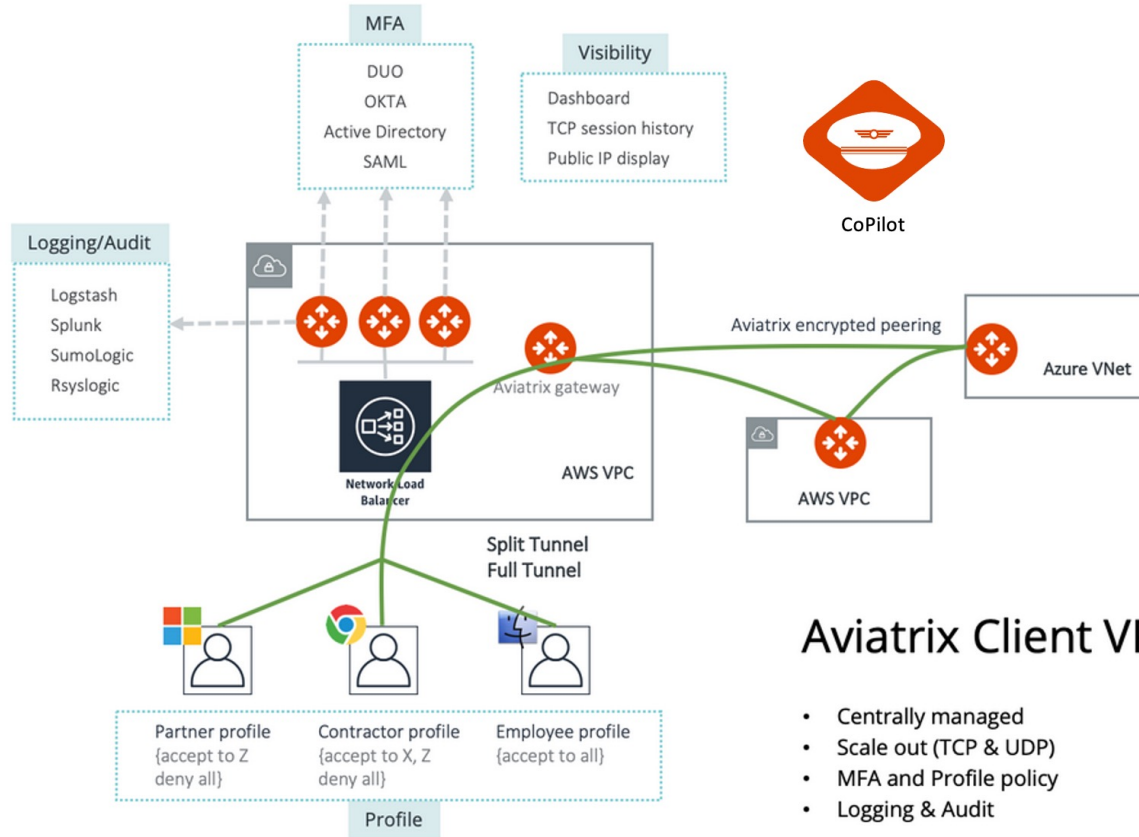 MFA
DUO
OKTA
Active Directory
SAML
Visibility
Dashboard
TCP session history
Public IP display
CoPilot
Logging/Audit
Logstash
Splunk
SumoLogic
Rsyslogic
Aviatrix encrypted peering
Azure VNet
Aviatrix gateway
Network Load
Balancer
AWS VPC
AWS VPC
Split Tunnel
Full Tunnel
Partner profile
{accept to Z
deny all}
Contractor profile
{accept to X, Z
deny all}
Employee profile
{accept to all}
Profile
Aviatrix Client
• Centrally managed
• Scale out (TCP & UDP)
• MFA and Profile policy
• Logging & Audit